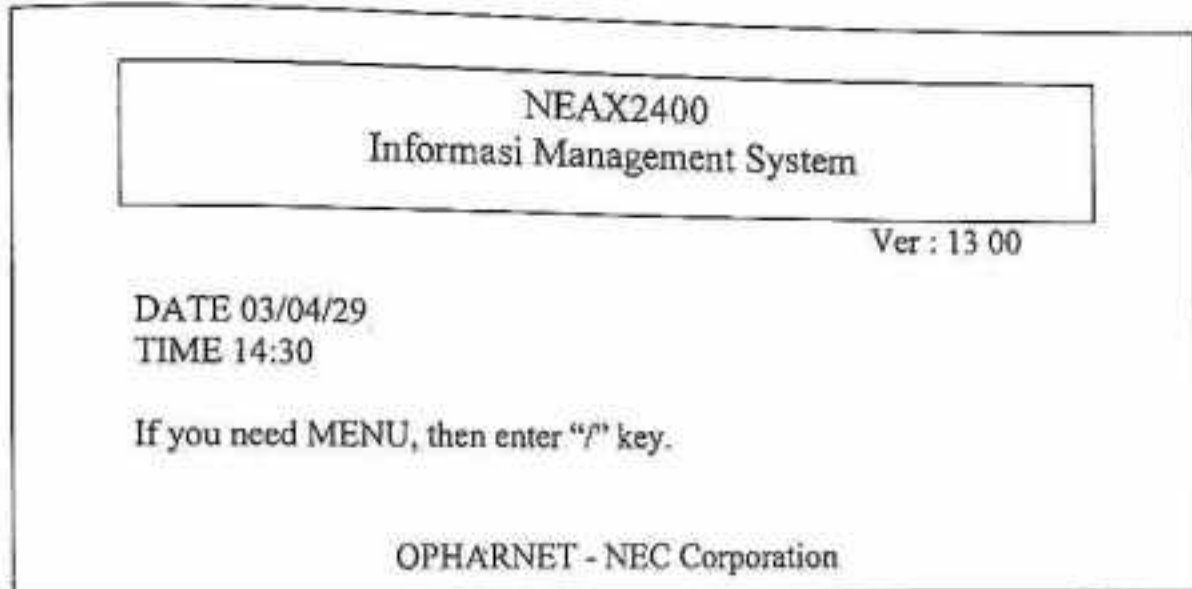 NEAX2400
Informasi Management System
Ver : 13 00
DATE 03/04/29
TIME 14:30
If you need MENU, then enter “/” key.
OPHARNET - NEC Corporation